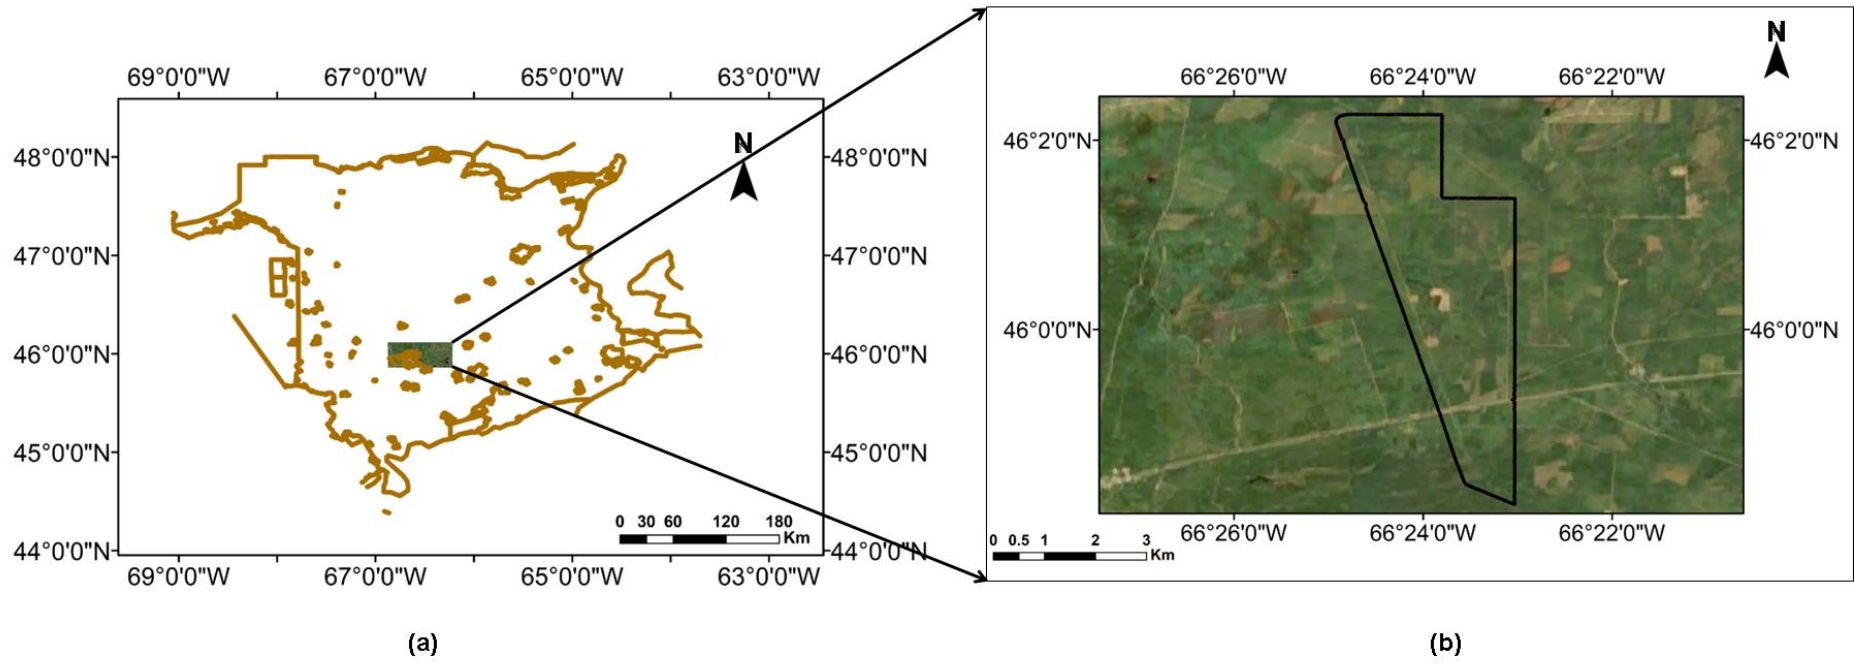 N
69°0'0"W 67°0'0"W 65°0'0"W 63°0'0"W 66°26'0"W 66°24'0"W 66°22'0"W
46°2'0"N 46°2'0"N
48°0'0"N N 48°0'0"N
47°0'0"N 47°0'0"N
46°0'0"N 46°0'0"N 46°0'0"N 46°0'0"N
45°0'0"N 45°0'0"N
0 30 60 120 180
Km
44°0'0"N 44°0'0"N
66°26'0"W 66°24'0"W 66°22'0"W
0 0.5 1 2 3
Km
69°0'0"W 67°0'0"W 65°0'0"W 63°0'0"W
(a) (b)